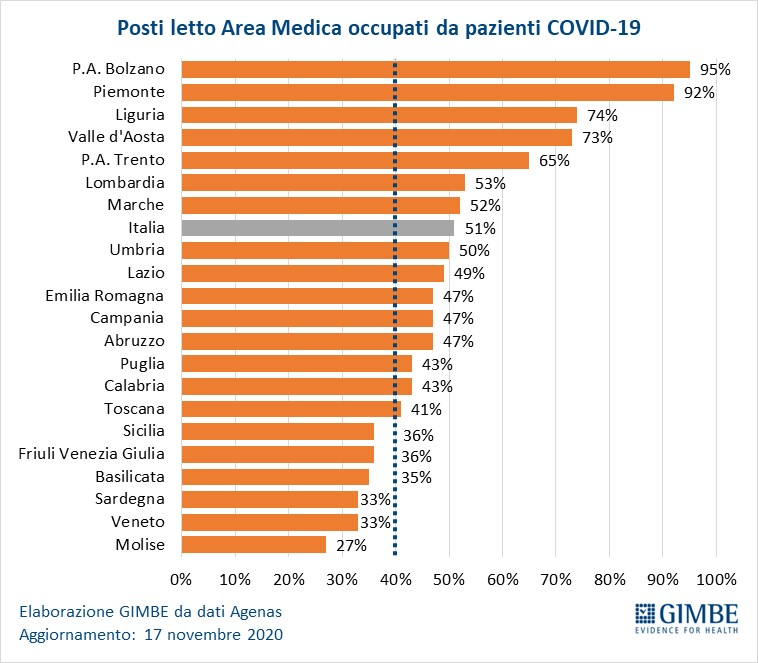 Posti letto Area Medica occupati da pazienti COVID-19
P.A. Bolzano 95%
Piemonte 92%
Liguria 74%
Valle d'Aosta 73%
P.A. Trento 65%
Lombardia 53%
Marche 52%
Italia 51%
Umbria 50%
Lazio 49%
Emilia Romagna 47%
Campania 47%
Abruzzo 47%
Puglia 43%
Calabria 43%
Toscana 41%
Sicilia 36%
Friuli Venezia Giulia 36%
Basilicata 35%
Sardegna 33%
Veneto 33%
Molise 27%
0% 10% 20% 30% 40% 50% 60% 70% 80% 90% 100%
Elaborazione GIMBE da dati Agenas
Aggiornamento: 17 novembre 2020
GIMBE
EVIDENCE FOR HEALTH